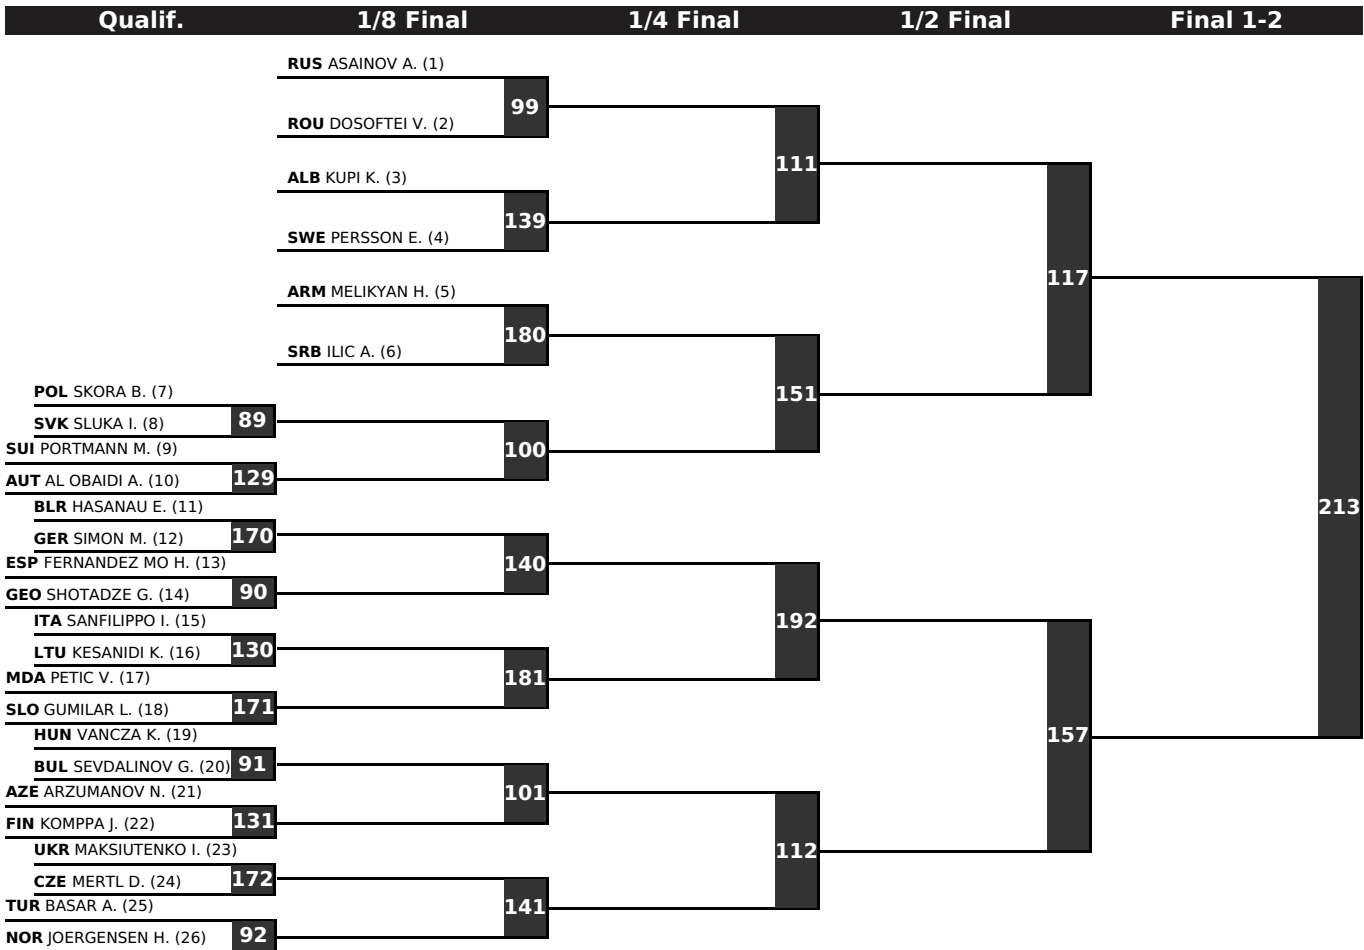 Qualif. 1/8 Final 1/4 Final 1/2 Final Final 1-2
RUS ASAINOV A. (1)
99
ROU DOSOFTEI V. (2)
111
ALB KUPI K. (3)
139
SWE PERSSON E. (4)
117
ARM MELIKYAN H. (5)
180
SRB ILIC A. (6)
POL SKORA B. (7)
151
SVK SLUKA I. (8) 89
SUI PORTMANN M. (9)
100
AUT AL OBAIDI A. (10) 129
BLR HASANAU E. (11)
213
GER SIMON M. (12) 170
ESP FERNANDEZ MO H. (13)
140
GEO SHOTADZE G. (14) 90
ITA SANFILIPPO I. (15)
192
LTU KESANIDI K. (16) 130
MDA PETIC V. (17)
181
SLO GUMILAR L. (18) 171
HUN VANCZA K. (19)
157
BUL SEVDALINOV G. (20) 91
AZE ARZUMANOV N. (21)
101
FIN KOMPPA J. (22) 131
UKR MAKSIUTENKO I. (23)
112
CZE MERTL D. (24) 172
TUR BASAR A. (25)
141
NOR JOERGENSEN H. (26) 92